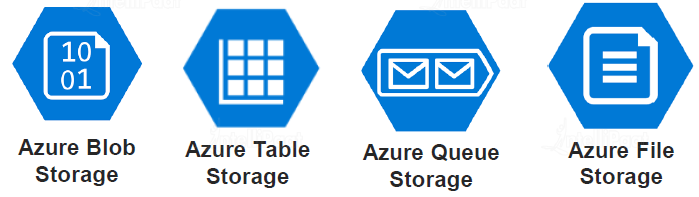 10
01
Azure Blob
Storage
Azure Table
Storage
Azure Queue
Storage
Azure File
Storage